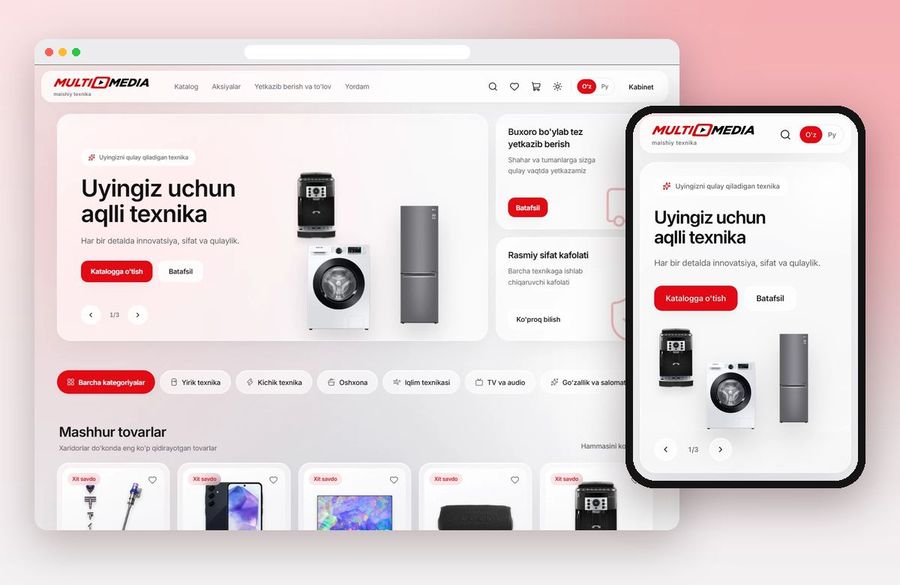 MULTIMEDIA
maishiy texnika
Katalog
Aksiyalar
Yetkazib berish va to'lov
Yordam
O'z
Ру
Kabinet
Uyingizni qulay qiladigan texnika
Uyingiz uchun
aqlli texnika
Har bir detalda innovatsiya, sifat va qulaylik.
Katalogga o'tish
Batafsil
1/3
Buxoro bo'ylab tez
yetkazib berish
Shahar va tumanlarga sizga
qulay vaqtda yetkazamiz
Batafsil
Rasmiy sifat kafolati
Barcha texnikaga ishlab
chiqaruvchi kafolati
Ko'proq bilish
Barcha kategoriyalar
Yirik texnika
Kichik texnika
Oshxona
Iqlim texnikasi
TV va audio
Go'zallik va salomat
Mashhur tovarlar
Xaridorlar do'konda eng ko'p qidirayotgan tovarlar
Hammasini ko
Xit savdo
Xit savdo
Xit savdo
Xit savdo
Xit savdo
MULTIMEDIA
maishiy texnika
O'z
Ру
Uyingizni qulay qiladigan texnika
Uyingiz uchun
aqlli texnika
Har bir detalda innovatsiya, sifat va qulaylik.
Katalogga o'tish
Batafsil
1/3